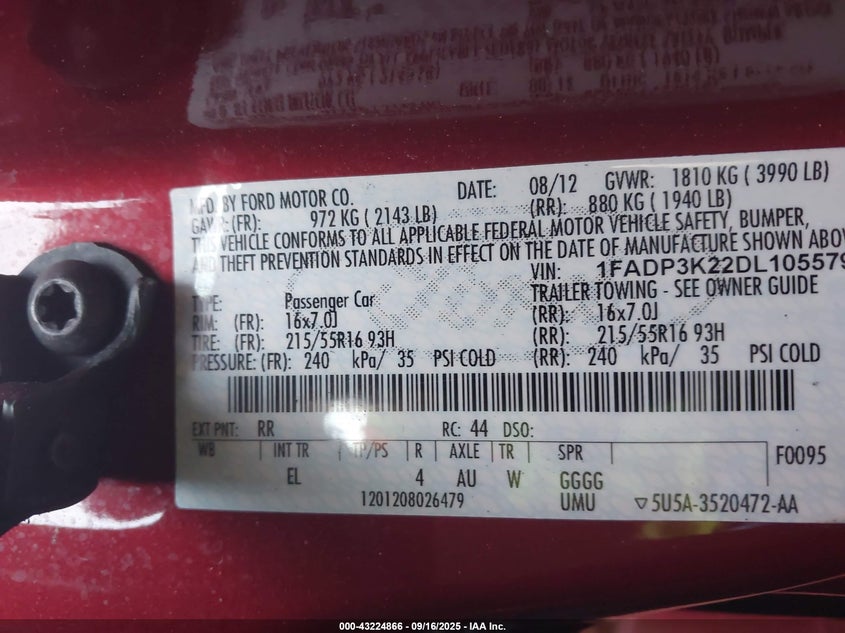 MFD BY FORD MOTOR CO. DATE: 08/12 GVWR: 1810 KG ( 3990 LB)
GAWR: (FR): 972 KG ( 2143 LB) (RR): 880 KG ( 1940 LB)
THIS VEHICLE CONFORMS TO ALL APPLICABLE FEDERAL MOTOR VEHICLE SAFETY, BUMPER,
AND THEFT PREVENTION STANDARDS IN EFFECT ON THE DATE OF MANUFACTURE SHOWN ABOV
VIN: 1FADP3K22DL105579
TYPE: Passenger Car TRAILER TOWING - SEE OWNER GUIDE
RIM: (FR): 16x7.0J (RR): 16x7.0J
TIRE: (FR): 215/55R16 93H (RR): 215/55R16 93H
PRESSURE: (FR): 240 kPa/ 35 PSI COLD (RR): 240 kPa/ 35 PSI COLD
EXT PNT: RR RC: 44 DSO:
WB INT TR TP/PS R AXLE TR SPR F0095
EL 4 AU W GGGG
1201208026479 UMU ▽5U5A-3520472-AA
000-43224866 - 09/16/2025 - IAA Inc.